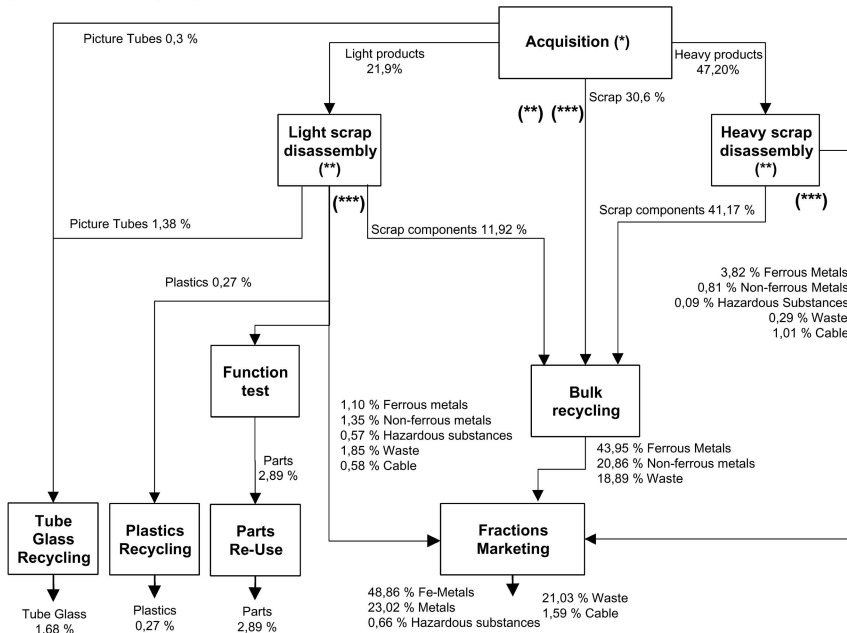 Picture Tubes 0,3 %
Acquisition (*)
Light products
21,9%
Heavy products
47,20%
Scrap 30,6 %
(**) (***)
Light scrap
disassembly
(**)
(***)
Heavy scrap
disassembly
(**)
(***)
Picture Tubes 1,38 %
Scrap components 11,92 %
Scrap components 41,17 %
Plastics 0,27 %
3,82 % Ferrous Metals
0,81 % Non-ferrous Metals
0,09 % Hazardous Substances
0,29 % Waste
1,01 % Cable
Function
test
Bulk
recycling
1,10 % Ferrous metals
1,35 % Non-ferrous metals
0,57 % Hazardous substances
1,85 % Waste
0,58 % Cable
Parts
2,89 %
43,95 % Ferrous Metals
20,86 % Non-ferrous metals
18,89 % Waste
Tube
Glass
Recycling
Plastics
Recycling
Parts
Re-Use
Fractions
Marketing
Tube Glass
1,68 %
Plastics
0,27 %
Parts
2,89 %
48,86 % Fe-Metals
23,02 % Metals
0,66 % Hazardous substances
21,03 % Waste
1,59 % Cable